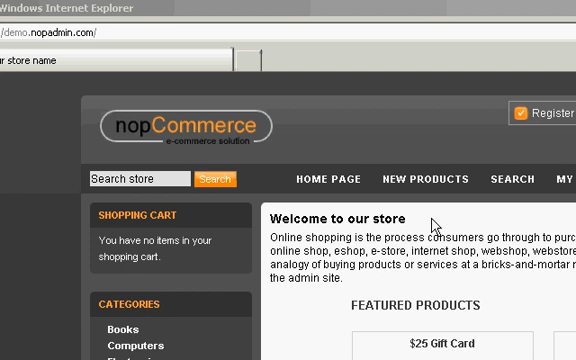 Windows Internet Explorer
/demo.nopadmin.com/
ur store name
nopCommerce
e-commerce solution
Register
Search store
Search
HOME PAGE NEW PRODUCTS SEARCH MY
SHOPPING CART
You have no items in your
shopping cart.
CATEGORIES
Books
Computers
Welcome to our store
Online shopping is the process consumers go through to purc
online shop, eshop, e-store, internet shop, webshop, webstore
analogy of buying products or services at a bricks-and-mortar
the admin site.
FEATURED PRODUCTS
$25 Gift Card